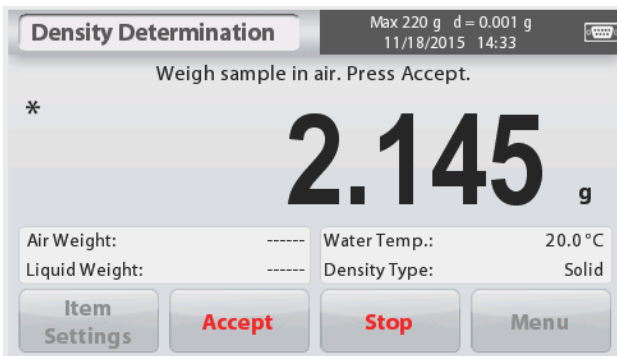 Density Determination
Max 220 g d = 0.001 g
11/18/2015 14:33
Weigh sample in air. Press Accept.
*
2.145 g
Air Weight: ------ Water Temp.: 20.0 °C
Liquid Weight: ------ Density Type: Solid
Item Settings Accept Stop Menu